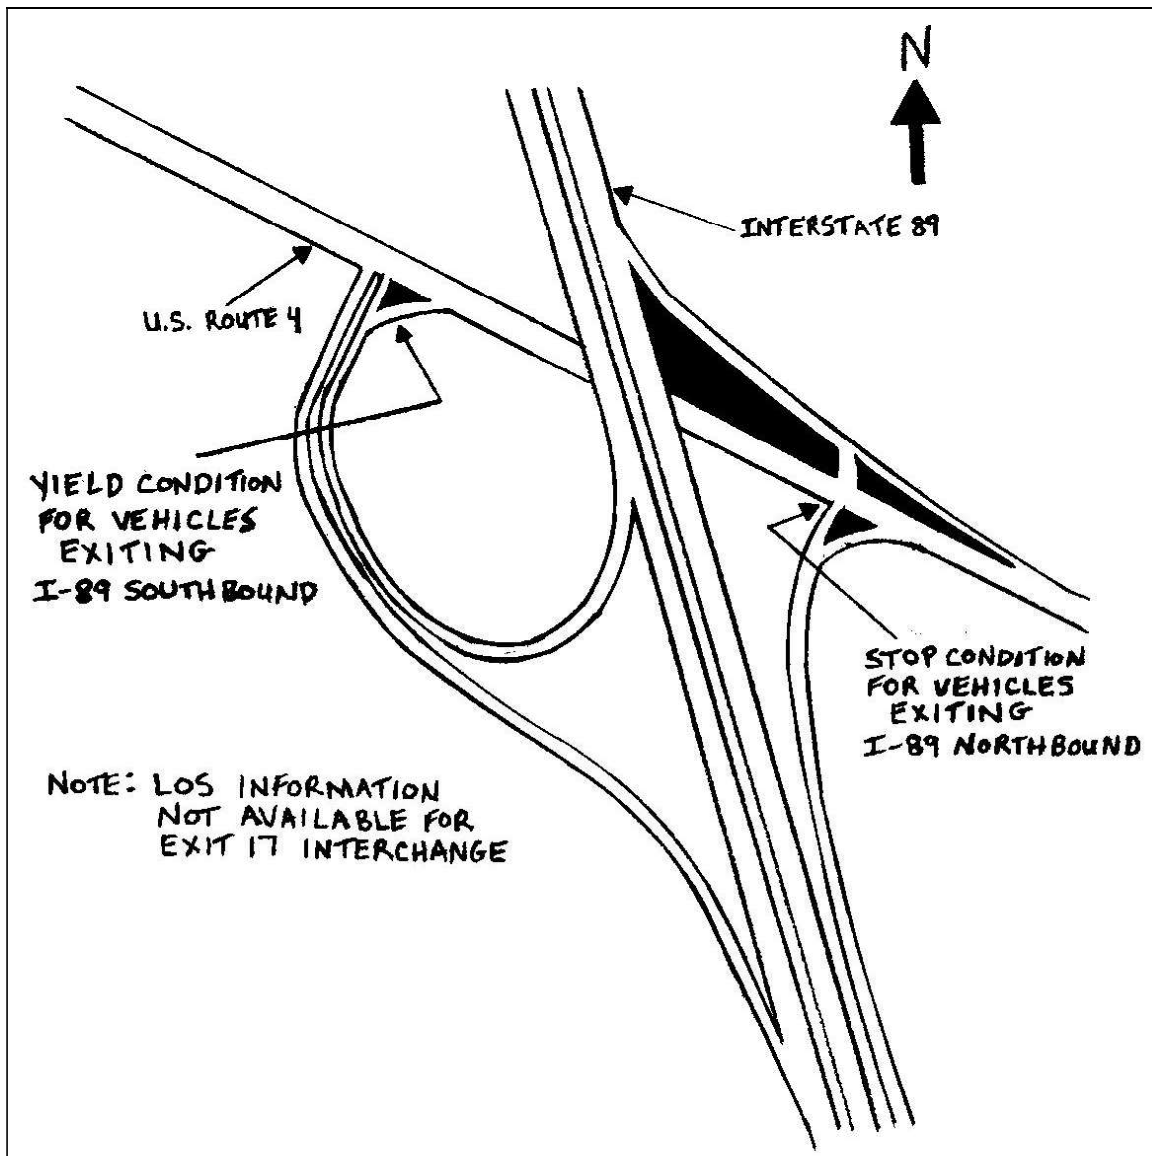 N
INTERSTATE 89
U.S. ROUTE 4
YIELD CONDITION
FOR VEHICLES
EXITING
I-89 SOUTHBOUND
STOP CONDITION
FOR VEHICLES
EXITING
I-89 NORTHBOUND
NOTE: LOS INFORMATION
NOT AVAILABLE FOR
EXIT 17 INTERCHANGE